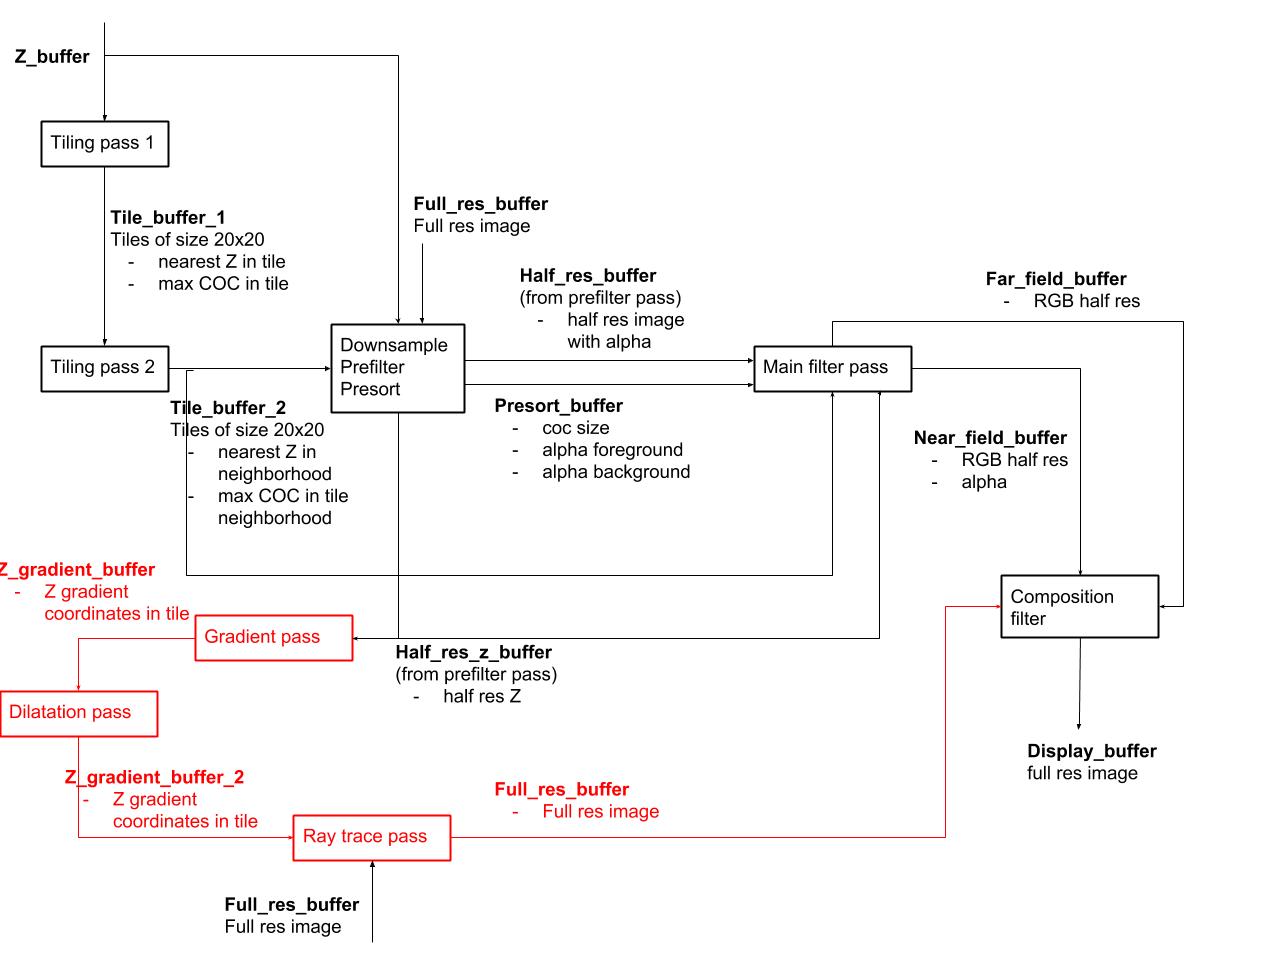 Z_buffer
Tiling pass 1
Full_res_buffer
Full res image
Tile_buffer_1
Tiles of size 20x20
- nearest Z in tile
- max COC in tile
Half_res_buffer
(from prefilter pass)
- half res image
with alpha
Far_field_buffer
- RGB half res
Tiling pass 2
Downsample
Prefilter
Presort
Main filter pass
Tile_buffer_2
Tiles of size 20x20
- nearest Z in
neighborhood
- max COC in tile
neighborhood
Presort_buffer
- coc size
- alpha foreground
- alpha background
Near_field_buffer
- RGB half res
- alpha
Z_gradient_buffer
- Z gradient
coordinates in tile
Gradient pass
Composition
filter
Half_res_z_buffer
(from prefilter pass)
- half res Z
Dilatation pass
Display_buffer
full res image
Z_gradient_buffer_2
- Z gradient
coordinates in tile
Full_res_buffer
- Full res image
Ray trace pass
Full_res_buffer
Full res image